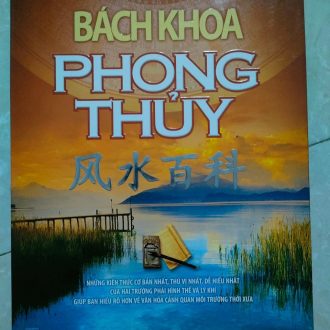 BÁCH KHOA
PHONG
THỦY
风水百科
NHỮNG KIẾN THỨC CƠ BẢN NHẤT, THÚ VỊ NHẤT, DỄ HIỂU NHẤT
CỦA HAI TRƯỜNG PHÁI HÌNH THẾ VÀ LÝ KHÍ
GIÚP BẠN HIỂU RÕ HƠN VỀ VĂN HÓA CẢNH QUAN MÔI TRƯỜNG THỜI XƯA